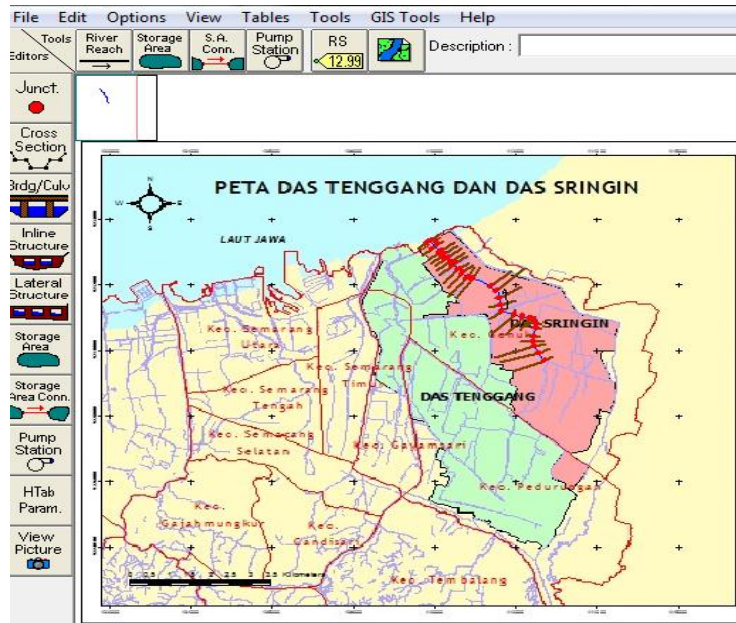 File Edit Options View Tables Tools GIS Tools Help
Tools
Editors
River
Reach
Storage
Area
S.A.
Conn.
Pump
Station
RS
12.99
Description :
Junct.
Cross
Section
Brdg/Culv
Inline
Structure
Lateral
Structure
Storage
Area
Storage
Area Conn.
Pump
Station
HTab
Param.
View
Picture
PETA DAS TENGGANG DAN DAS SRINGIN
N
W
E
S
LAUT JAWA
Kec. Semarang
Utara
DAS SRINGIN
Kec. Genuk
Kec. Semarang
Timur
Kec. Semarang
Tengah
DAS TENGGANG
Kec. Semarang
Selatan
Kec. Gayamsari
Kec. Pedurungan
Kec.
Gajahmungkur
Kec.
Candisari
Kec. Tembalang
Kilometers